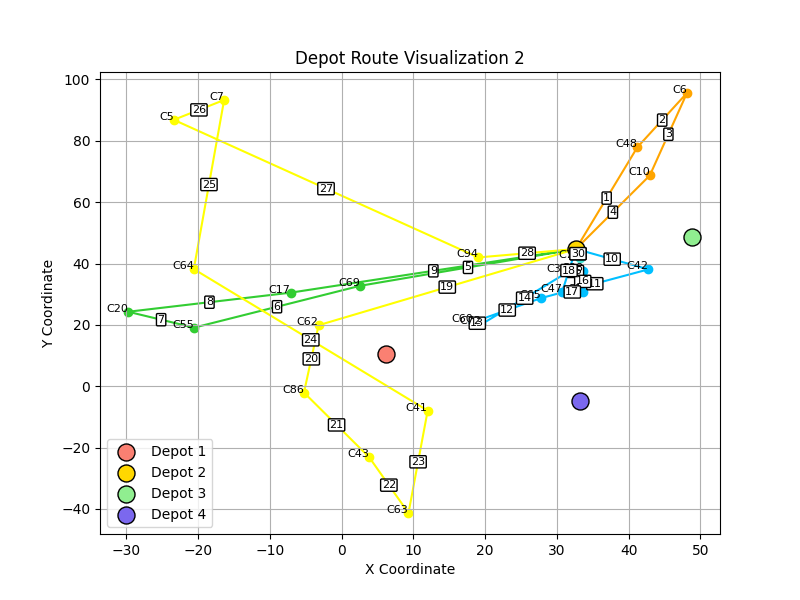 Depot Route Visualization 2
Y Coordinate
100
80
60
40
20
0
−20
−40
C6
C7
26
C5
2
3
C48
C10
25
27
1
4
C94
28
30
10
C64
9
5
18
C42
C69
19
16
11
C17
C47
17
8
14
C20
6
12
7
C55
C62
13
24
20
C86
C41
21
C43
23
22
C63
Depot 1
Depot 2
Depot 3
Depot 4
−30
−20
−10
0
10
20
30
40
50
X Coordinate